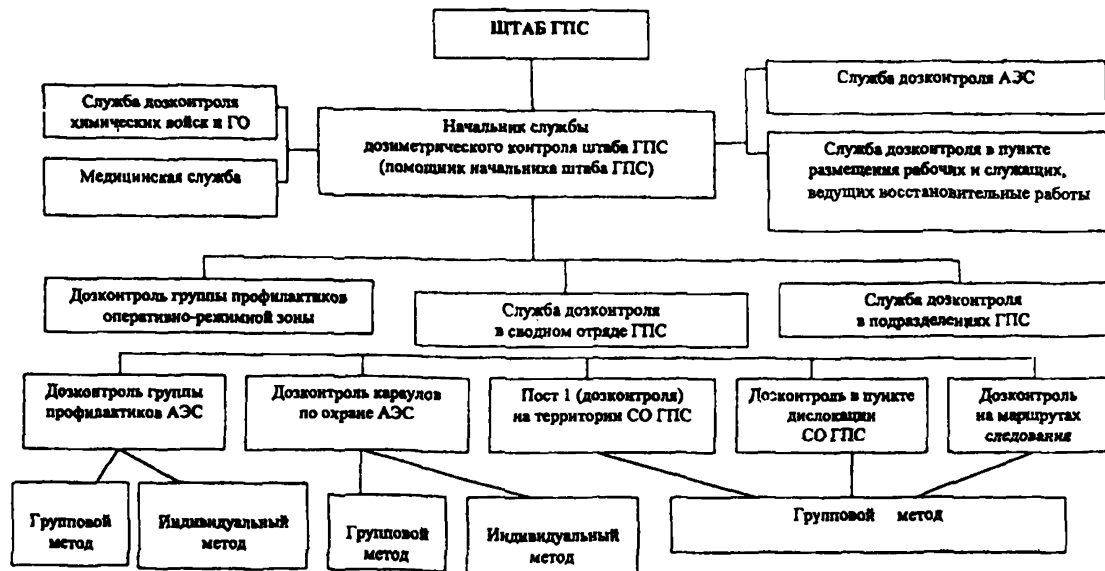 ШТАБ ГПС
Служба дозконтроля
химических войск и ГО
Медицинская служба
Начальник службы
дозиметрического контроля штаба ГПС
(помощник начальника штаба ГПС)
Служба дозконтроля АЭС
Служба дозконтроля в пункте
размещения рабочих и служащих,
ведущих восстановительные работы
Дозконтроль группы профилактиков
оперативно-режимной зоны
Служба дозконтроля
в сводном отряде ГПС
Служба дозконтроля
в подразделениях ГПС
Дозконтроль группы
профилактиков АЭС
Дозконтроль караулов
по охране АЭС
Пост 1 (дозконтроля)
на территории СО ГПС
Дозконтроль в пункте
дислокации
СО ГПС
Дозконтроль
на маршрутах
следования
Групповой
метод
Индивидуальный
метод
Групповой
метод
Индивидуальный
метод
Групповой метод